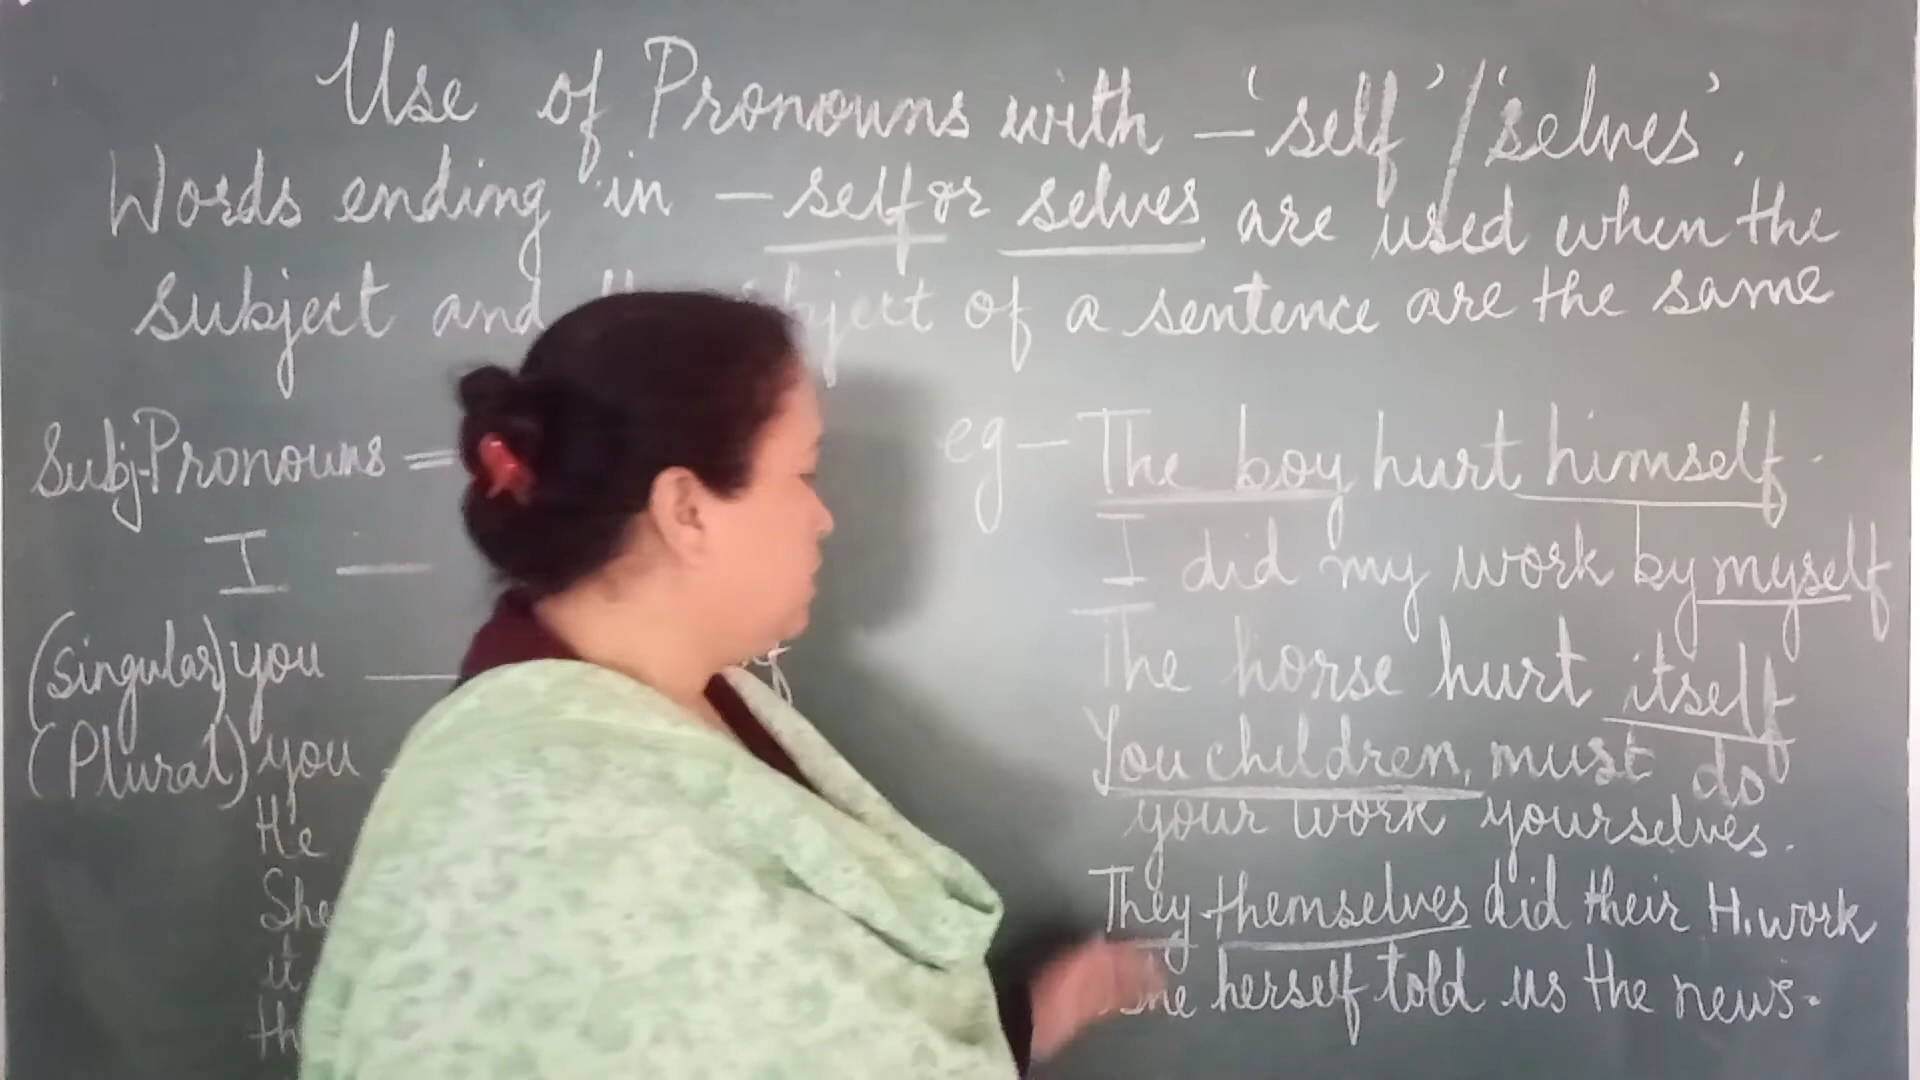 Use of Pronouns with – 'self' / 'selves'.
Words ending in – self or selves are used when the
subject and object of a sentence are the same
Subj-Pronouns =
I —
(Singular) you —
(Plural) you
He
She
it
eg – The boy hurt himself.
I did my work by myself
The horse hurt itself
You children, must do
your work yourselves.
They themselves did their H.work
She herself told us the news.